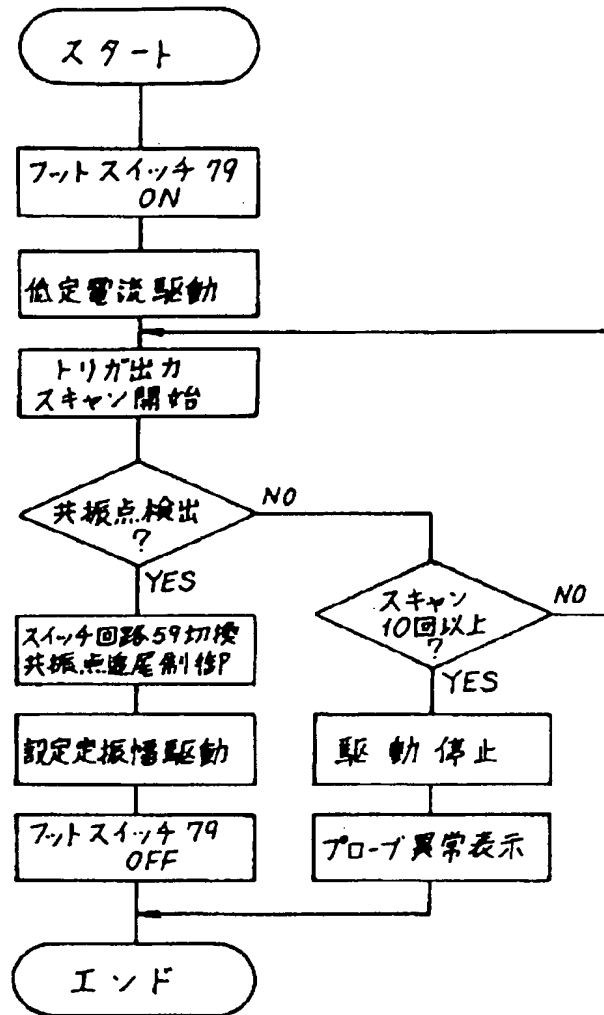 スタート
フットスイッチ 79
ON
低定電流駆動
トリガ出力
スキャン開始
共振点検出
?
NO
YES
スキャン
10回以上
?
NO
YES
スイッチ回路59切換
共振点追尾制御
設定定振幅駆動
フットスイッチ 79
OFF
駆動停止
プローブ異常表示
エンド